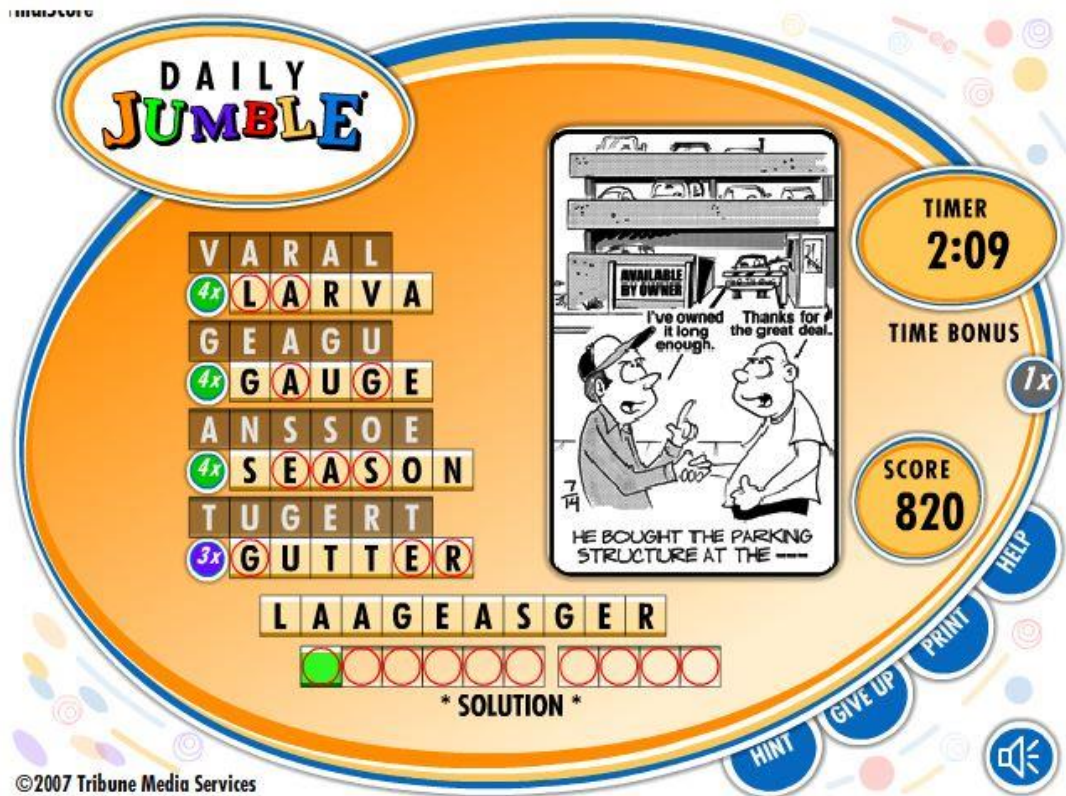 DAILY
JUMBLE
VARAL
4x LARVA
GEAGU
4x GAUGE
ANSSOE
4x SEASON
TUGERT
3x GUTTER
LAAGEASGER
* SOLUTION *
AVAILABLE
BY OWNER
I've owned
it long
enough.
Thanks for
the great deal.
7
14
HE BOUGHT THE PARKING
STRUCTURE AT THE ---
TIMER
2:09
TIME BONUS
1x
SCORE
820
HELP
PRINT
GIVE UP
HINT
©2007 Tribune Media Services